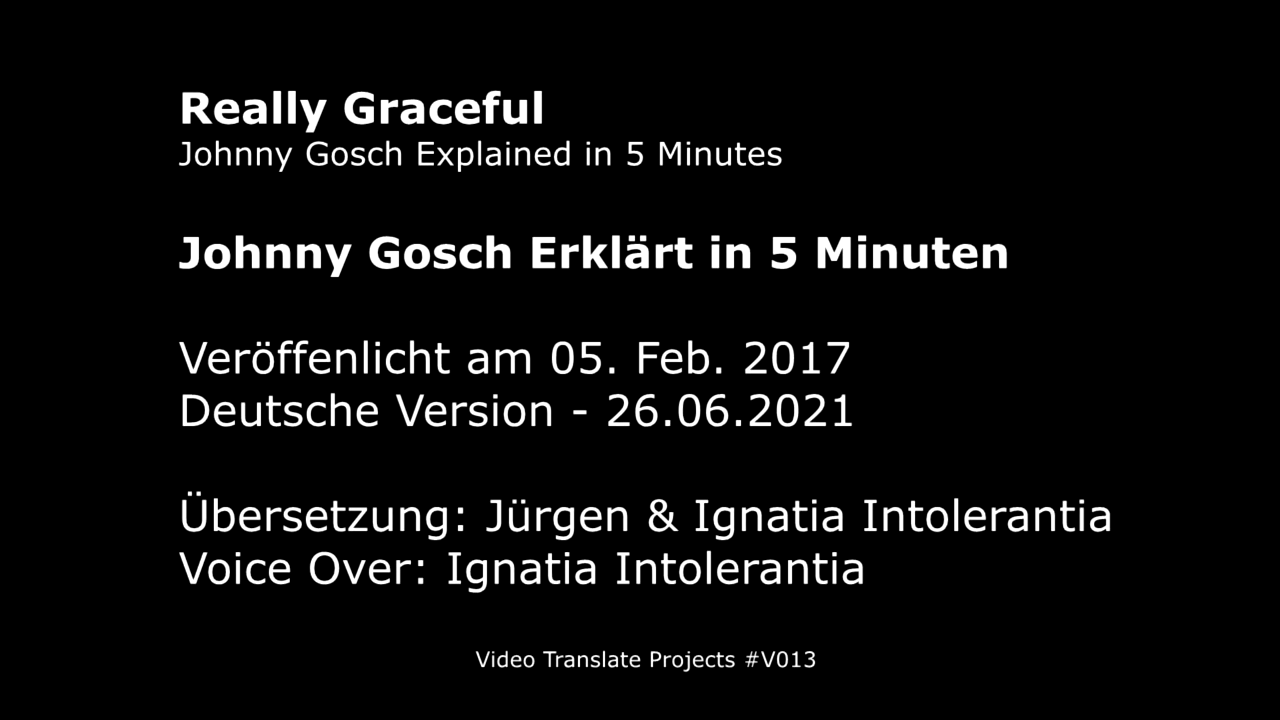 Really Graceful
Johnny Gosch Explained in 5 Minutes
Johnny Gosch Erklärt in 5 Minuten
Veröffenlicht am 05. Feb. 2017
Deutsche Version - 26.06.2021
Übersetzung: Jürgen & Ignatia Intolerantia
Voice Over: Ignatia Intolerantia
Video Translate Projects #V013